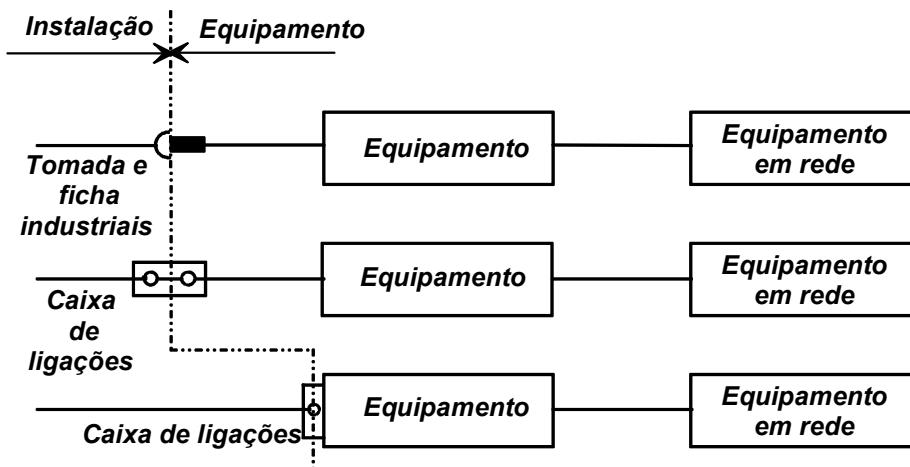 Instalação
Equipamento
Equipamento
Equipamento
em rede
Tomada e
ficha
industriais
Equipamento
Equipamento
em rede
Caixa
de
ligações
Equipamento
Equipamento
em rede
Caixa de ligações